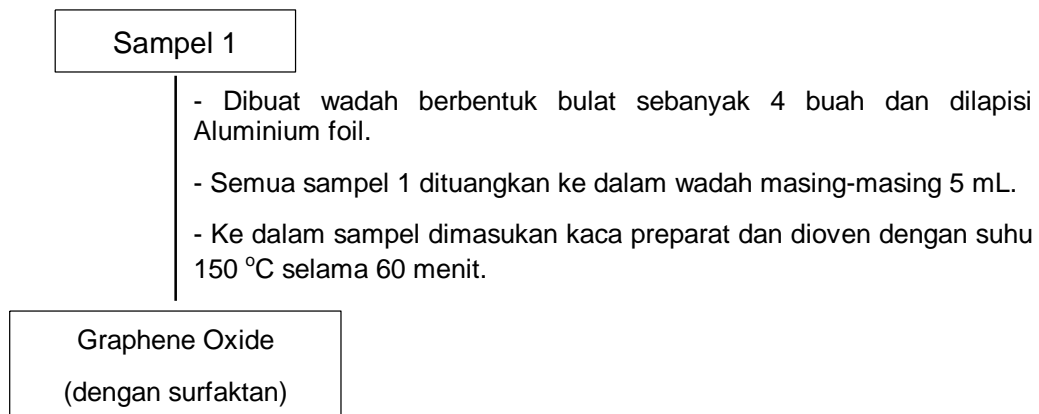 Sampel 1
- Dibuat wadah berbentuk bulat sebanyak 4 buah dan dilapisi
Aluminium foil.
- Semua sampel 1 dituangkan ke dalam wadah masing-masing 5 mL.
- Ke dalam sampel dimasukan kaca preparat dan dioven dengan suhu
150 °C selama 60 menit.
Graphene Oxide
(dengan surfaktan)